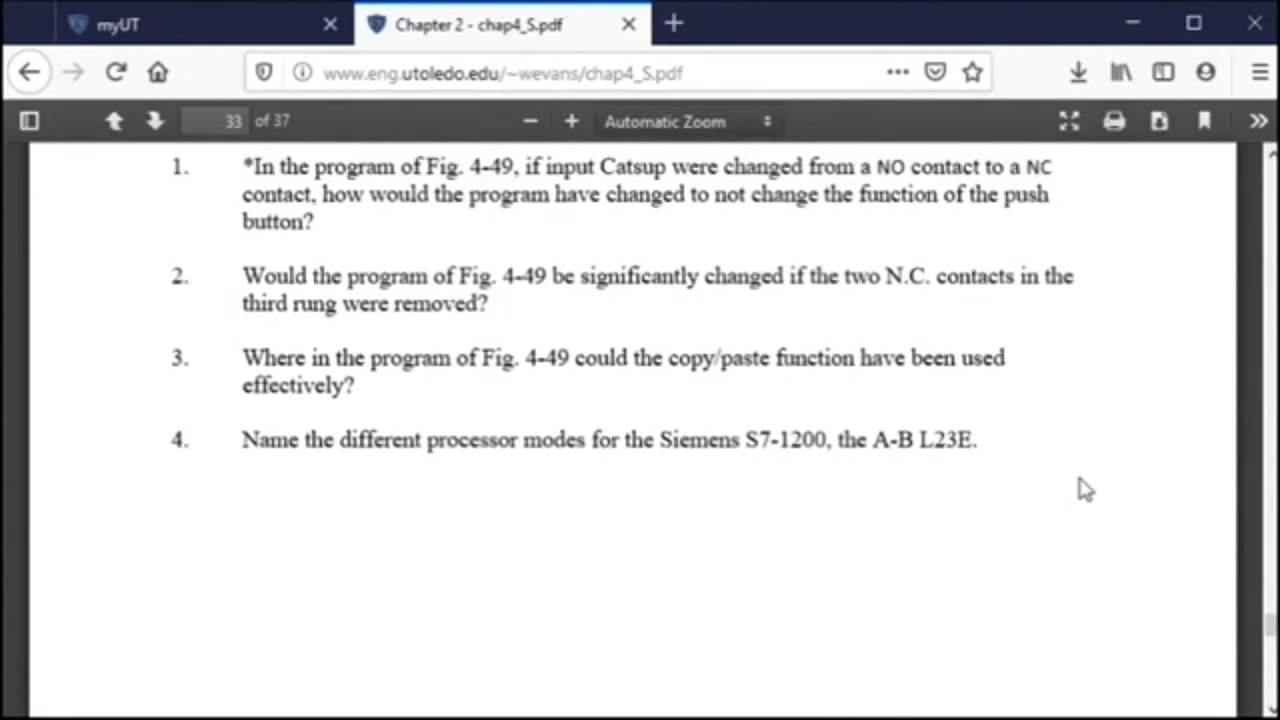 myUT
Chapter 2 - chap4_S.pdf
www.eng.utoledo.edu/~wevans/chap4_S.pdf
33 of 37
Automatic Zoom
1. *In the program of Fig. 4-49, if input Catsup were changed from a NO contact to a NC
contact, how would the program have changed to not change the function of the push
button?
2. Would the program of Fig. 4-49 be significantly changed if the two N.C. contacts in the
third rung were removed?
3. Where in the program of Fig. 4-49 could the copy/paste function have been used
effectively?
4. Name the different processor modes for the Siemens S7-1200, the A-B L23E.